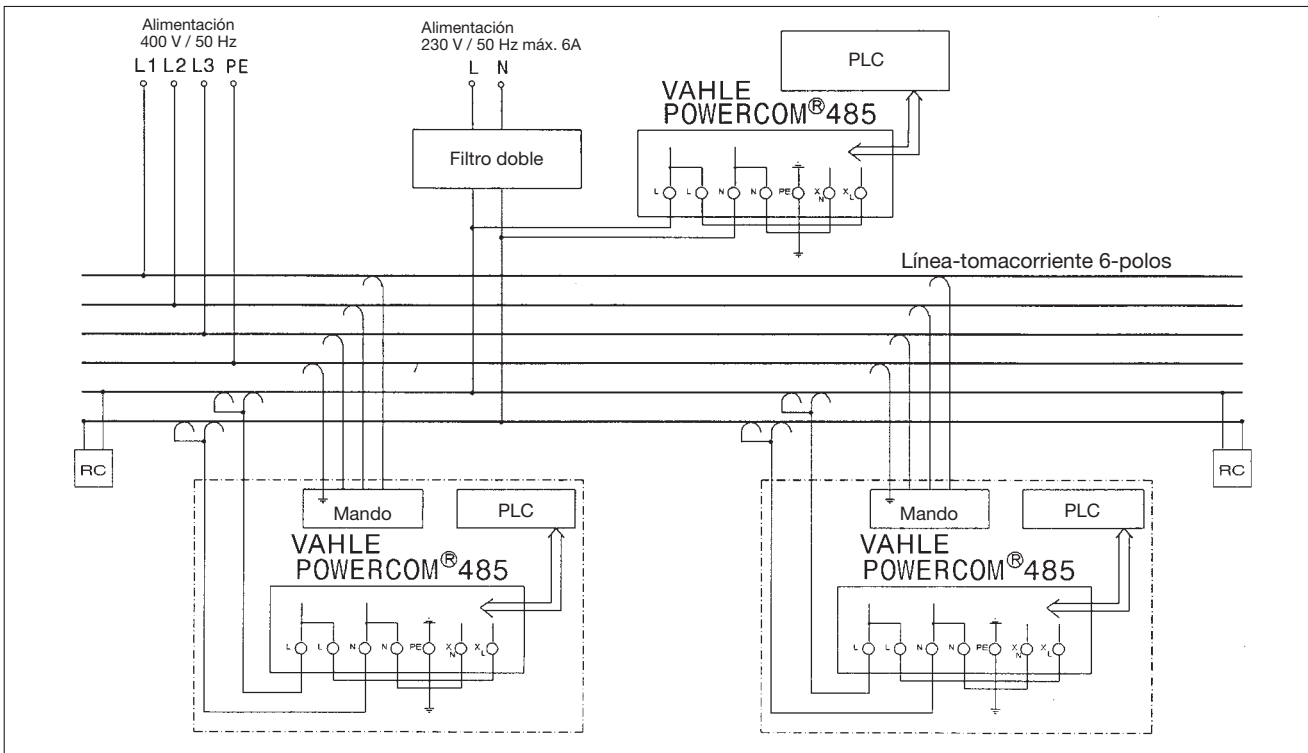 Alimentación
400 V / 50 Hz
L1 L2 L3 PE
Alimentación
230 V / 50 Hz máx. 6A
L N
PLC
VAHLE
POWERCOM® 485
Filtro doble
L L N N PE XN XL
Línea-tomacorriente 6-polos
RC
RC
Mando
PLC
VAHLE
POWERCOM® 485
L L N N PE XN XL
Mando
PLC
VAHLE
POWERCOM® 485
L L N N PE XN XL